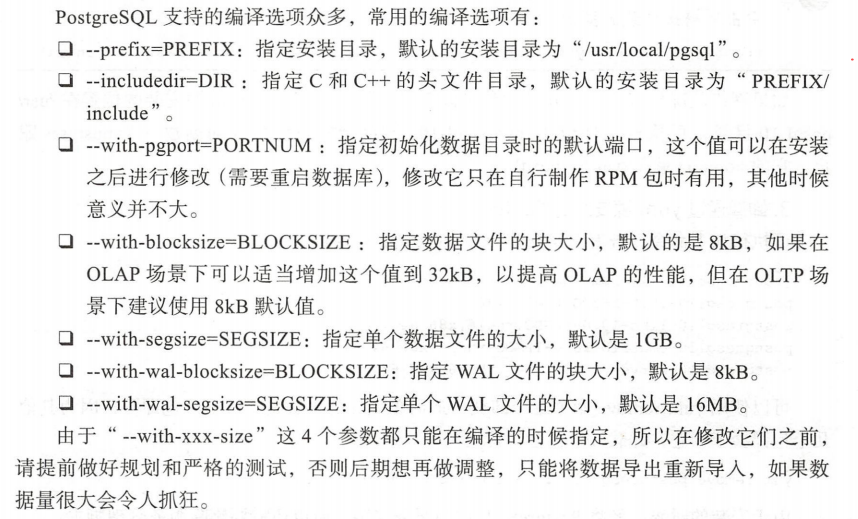 PostgreSQL 支持的编译选项众多，常用的编译选项有：
❑ --prefix=PREFIX：指定安装目录，默认的安装目录为“/usr/local/pgsql”。
❑ --includedir=DIR：指定 C 和 C++ 的头文件目录，默认的安装目录为“PREFIX/
include”。
❑ --with-pgport=PORTNUM：指定初始化数据目录时的默认端口，这个值可以在安装
之后进行修改（需要重启数据库），修改它只在自行制作 RPM 包时有用，其他时候
意义并不大。
❑ --with-blocksize=BLOCKSIZE：指定数据文件的块大小，默认的是 8kB，如果在
OLAP 场景下可以适当增加这个值到 32kB，以提高 OLAP 的性能，但在 OLTP 场
景下建议使用 8kB 默认值。
❑ --with-segsize=SEGSIZE：指定单个数据文件的大小，默认是 1GB。
❑ --with-wal-blocksize=BLOCKSIZE：指定 WAL 文件的块大小，默认是 8kB。
❑ --with-wal-segsize=SEGSIZE：指定单个 WAL 文件的大小，默认是 16MB。
由于“--with-xxx-size”这 4 个参数都只能在编译的时候指定，所以在修改它们之前，
请提前做好规划和严格的测试，否则后期想再做调整，只能将数据导出重新导入，如果数
据量很大会令人抓狂。